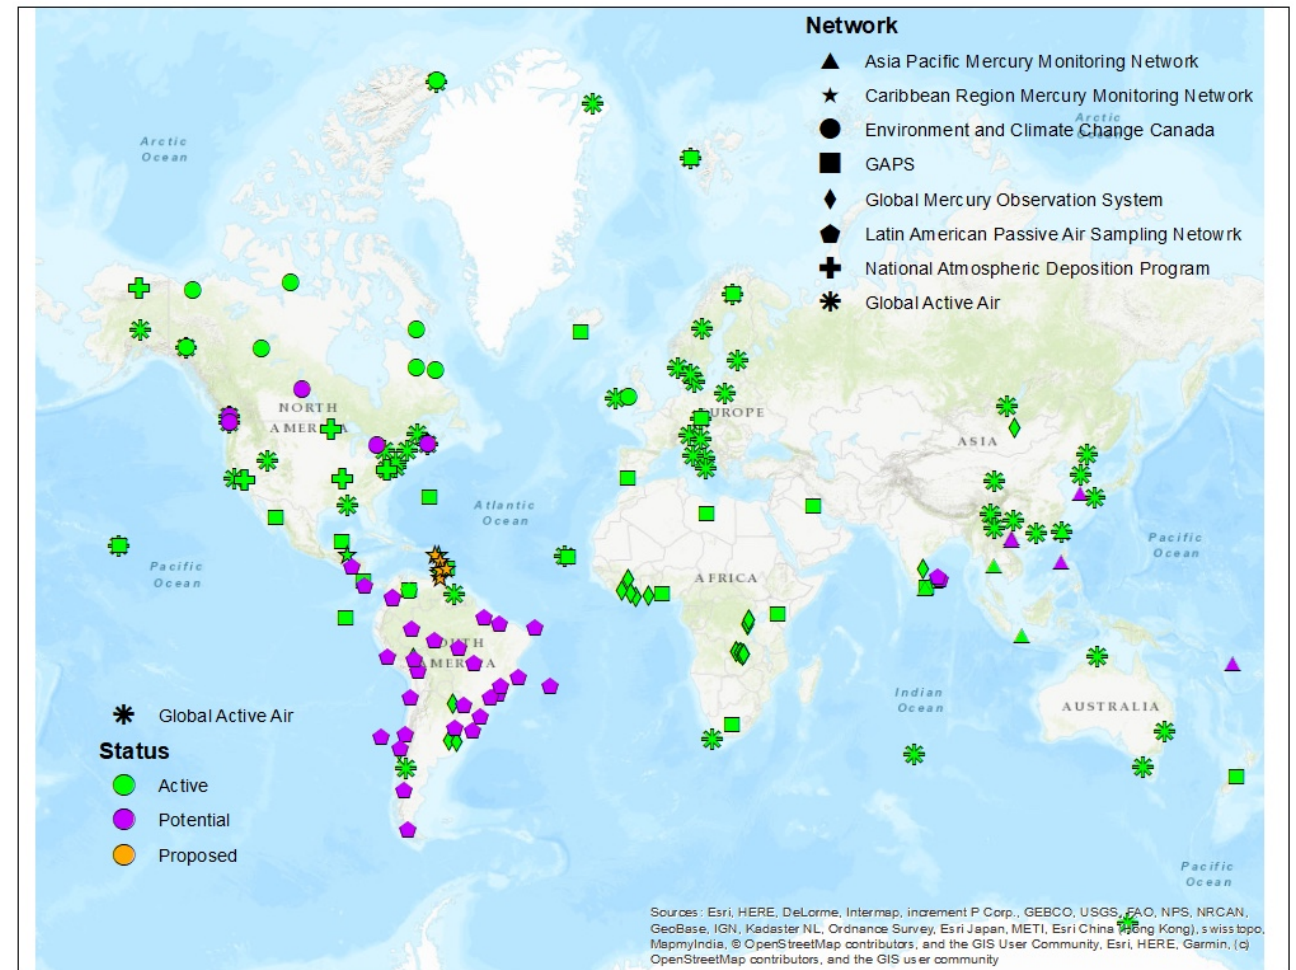 Network
Asia Pacific Mercury Monitoring Network
Caribbean Region Mercury Monitoring Network
Environment and Climate Change Canada
GAPS
Global Mercury Observation System
Latin American Passive Air Sampling Netowrk
National Atmospheric Deposition Program
Global Active Air
Arctic
Ocean
Arctic
Ocean
NORTH
AMERICA
EUROPE
ASIA
Atlantic
Ocean
Pacific
Ocean
Pacific
Ocean
AFRICA
SOUTH
AMERICA
Indian
Ocean
AUSTRALIA
Global Active Air
Status
Active
Potential
Proposed
Pacific
Ocean
Sources: Esri, HERE, DeLorme, Intermap, increment P Corp., GEBCO, USGS, FAO, NPS, NRCAN,
GeoBase, IGN, Kadaster NL, Ordnance Survey, Esri Japan, METI, Esri China (Hong Kong), swisstopo,
MapmyIndia, © OpenStreetMap contributors, and the GIS User Community, Esri, HERE, Garmin, (c)
OpenStreetMap contributors, and the GIS user community